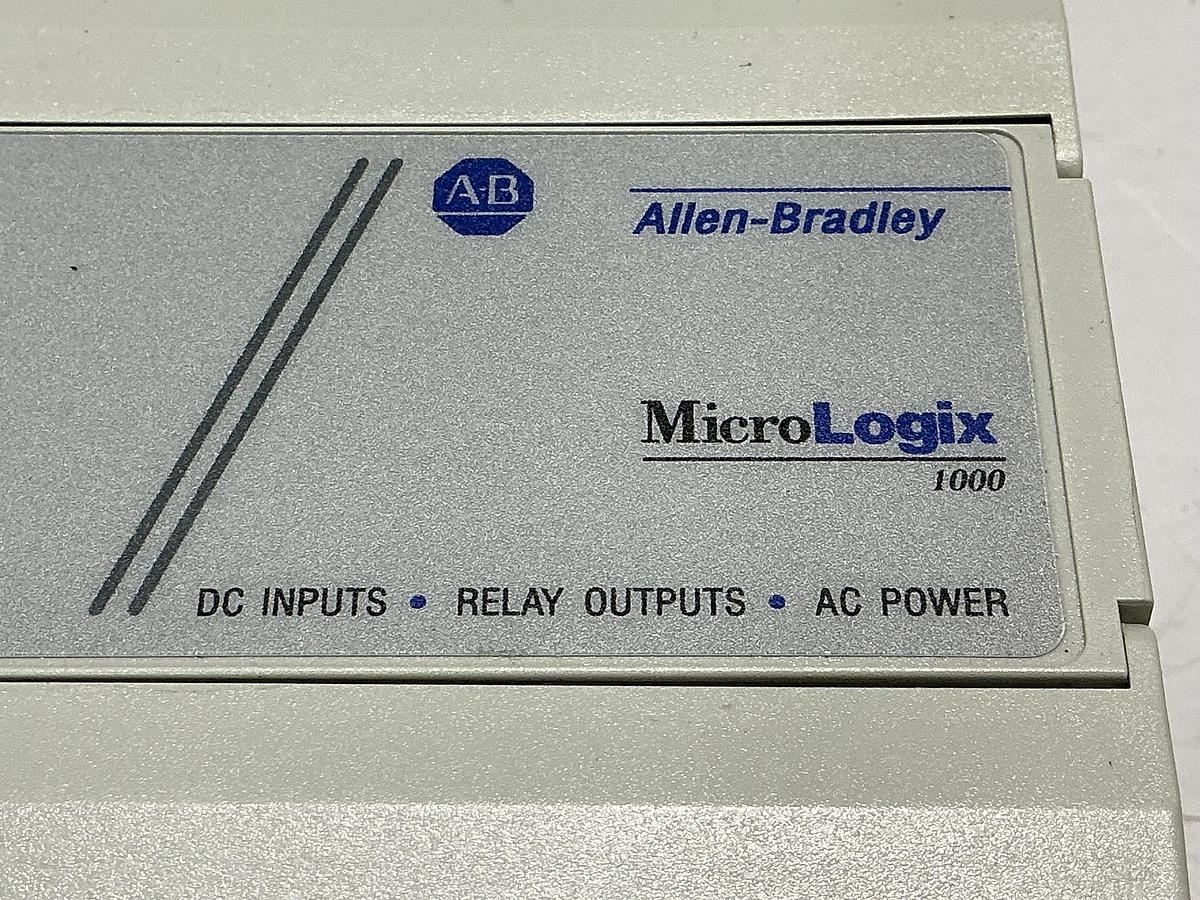 A-B
Allen-Bradley
MicroLogix
1000
DC INPUTS • RELAY OUTPUTS • AC POWER